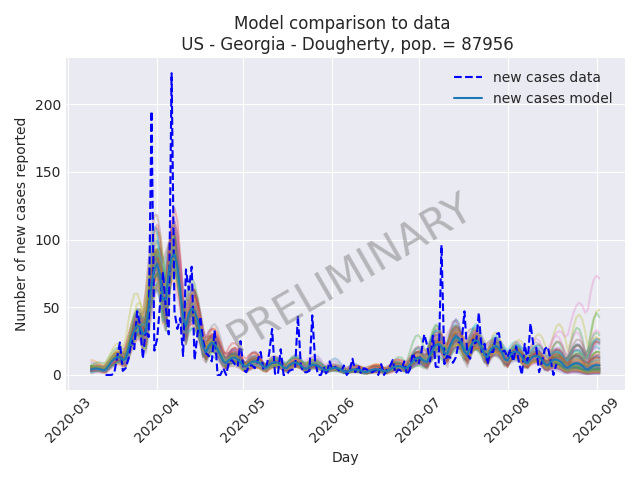 Model comparison to data
US - Georgia - Dougherty, pop. = 87956
Number of new cases reported
200
150
100
50
0
new cases data
new cases model
PRELIMINARY
2020-03
2020-04
2020-05
2020-06
2020-07
2020-08
2020-09
Day